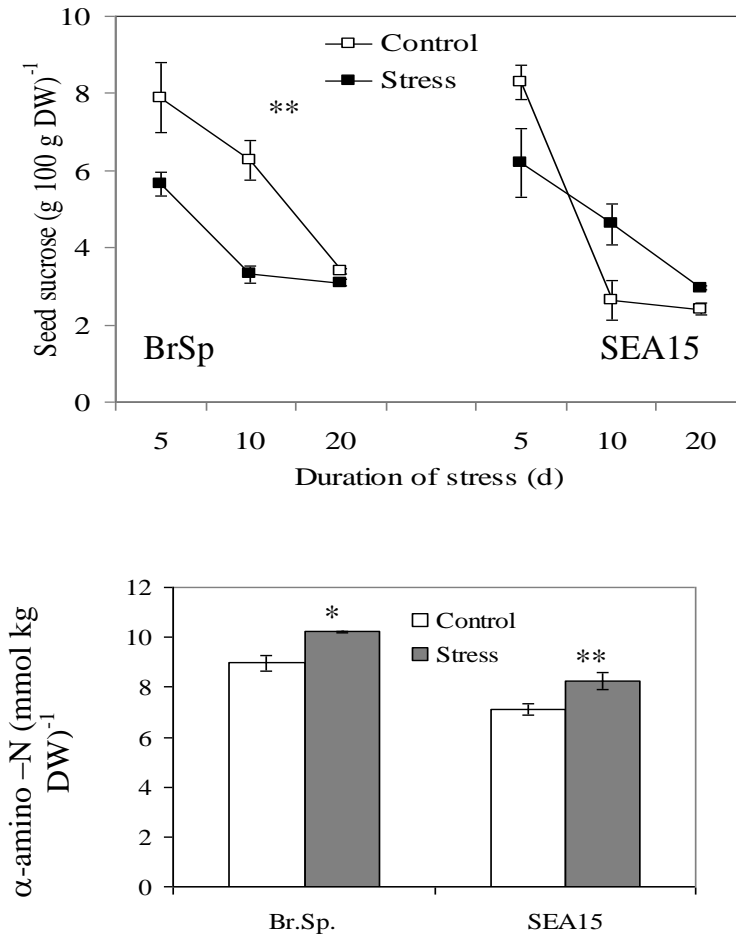 10
8
6
4
2
0
Seed sucrose (g 100 g DW)-1
Control
Stress
**
BrSp
SEA15
5 10 20 5 10 20
Duration of stress (d)
12
10
8
6
4
2
0
α-amino –N (mmol kg
DW)-1
Control
Stress
*
**
Br.Sp. SEA15